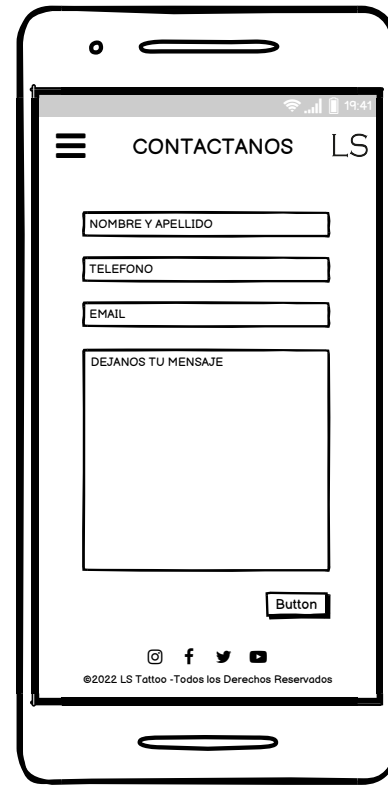 19:41
CONTACTANOS LS
NOMBRE Y APELLIDO
TELEFONO
EMAIL
DEJANOS TU MENSAJE
Button
©2022 LS Tattoo -Todos los Derechos Reservados